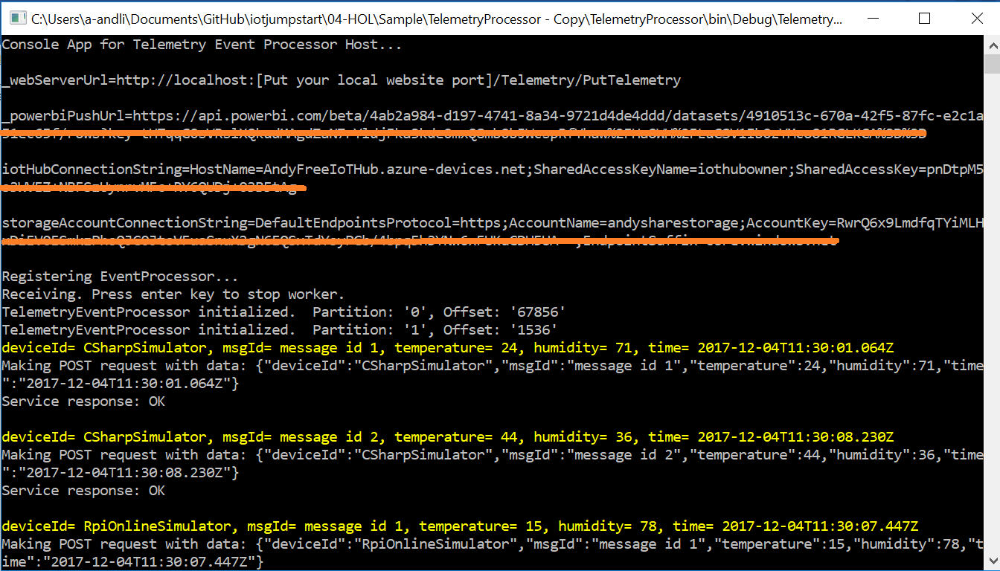 C:\Users\a-andli\Documents\GitHub\iotjumpstart\04-HOL\Sample\TelemetryProcessor - Copy\TelemetryProcessor\bin\Debug\Telemetry...
Console App for Telemetry Event Processor Host...
_webServerUrl=http://localhost:[Put your local website port]/Telemetry/PutTelemetry
_powerbiPushUrl=https://api.powerbi.com/beta/4ab2a984-d197-4741-8a34-9721d4de4ddd/datasets/4910513c-670a-42f5-87fc-e2c1a
iotHubConnectionString=HostName=AndyFreeIoTHub.azure-devices.net;SharedAccessKeyName=iothubowner;SharedAccessKey=pnDtpM5
storageAccountConnectionString=DefaultEndpointsProtocol=https;AccountName=andysharestorage;AccountKey=RwrQ6x9LmdfqTYiMLH
Registering EventProcessor...
Receiving. Press enter key to stop worker.
TelemetryEventProcessor initialized.  Partition: '0', Offset: '67856'
TelemetryEventProcessor initialized.  Partition: '1', Offset: '1536'
deviceId= CSharpSimulator, msgId= message id 1, temperature= 24, humidity= 71, time= 2017-12-04T11:30:01.064Z
Making POST request with data: {"deviceId":"CSharpSimulator","msgId":"message id 1","temperature":24,"humidity":71,"time
":"2017-12-04T11:30:01.064Z"}
Service response: OK
deviceId= CSharpSimulator, msgId= message id 2, temperature= 44, humidity= 36, time= 2017-12-04T11:30:08.230Z
Making POST request with data: {"deviceId":"CSharpSimulator","msgId":"message id 2","temperature":44,"humidity":36,"time
":"2017-12-04T11:30:08.230Z"}
Service response: OK
deviceId= RpiOnlineSimulator, msgId= message id 1, temperature= 15, humidity= 78, time= 2017-12-04T11:30:07.447Z
Making POST request with data: {"deviceId":"RpiOnlineSimulator","msgId":"message id 1","temperature":15,"humidity":78,"t
ime":"2017-12-04T11:30:07.447Z"}